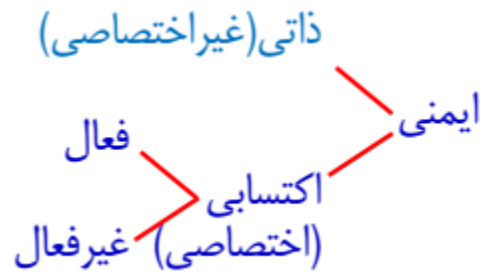 ذاتی(غیراختصاصی)
ایمنی
فعال
اکتسابی
(اختصاصی)
غیرفعال